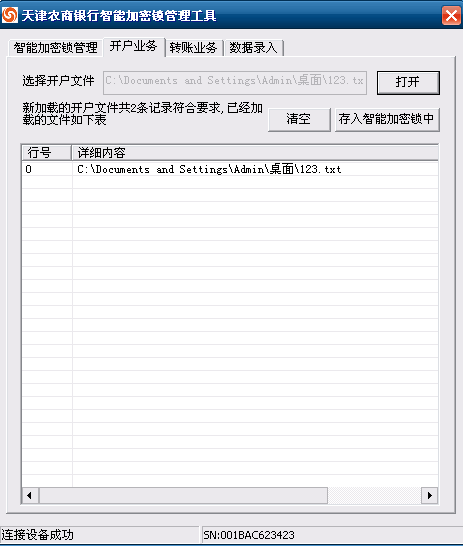 天津农商银行智能加密锁管理工具
智能加密锁管理 开户业务 转账业务 数据录入
选择开户文件 C:\Documents and Settings\Admin\桌面\123.tx 打开
新加载的开户文件共2条记录符合要求,已经加
载的文件如下表
清空 存入智能加密锁中
行号 详细内容
0 C:\Documents and Settings\Admin\桌面\123.txt
连接设备成功 SN:001BAC623423